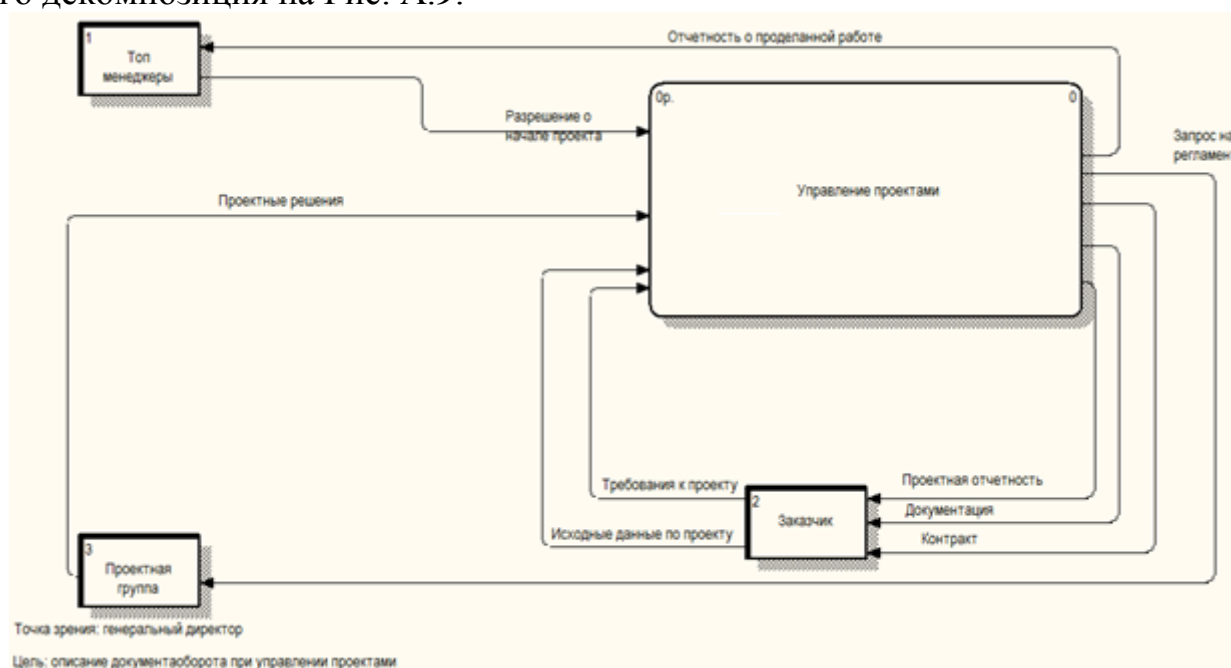 го декомпозиция на Рис. А.9.
1
Топ
менеджеры
Отчетность о проделанной работе
0р.
0
Разрешение о
начале проекта
Запрос на
Управление проектами
Проектные решения
Требования к проекту
Проектная отчетность
2
Заказчик
Документация
Исходные данные по проекту
Контракт
3
Проектная
группа
Точка зрения: генеральный директор
Цель: описание документаоборота при управлении проектами